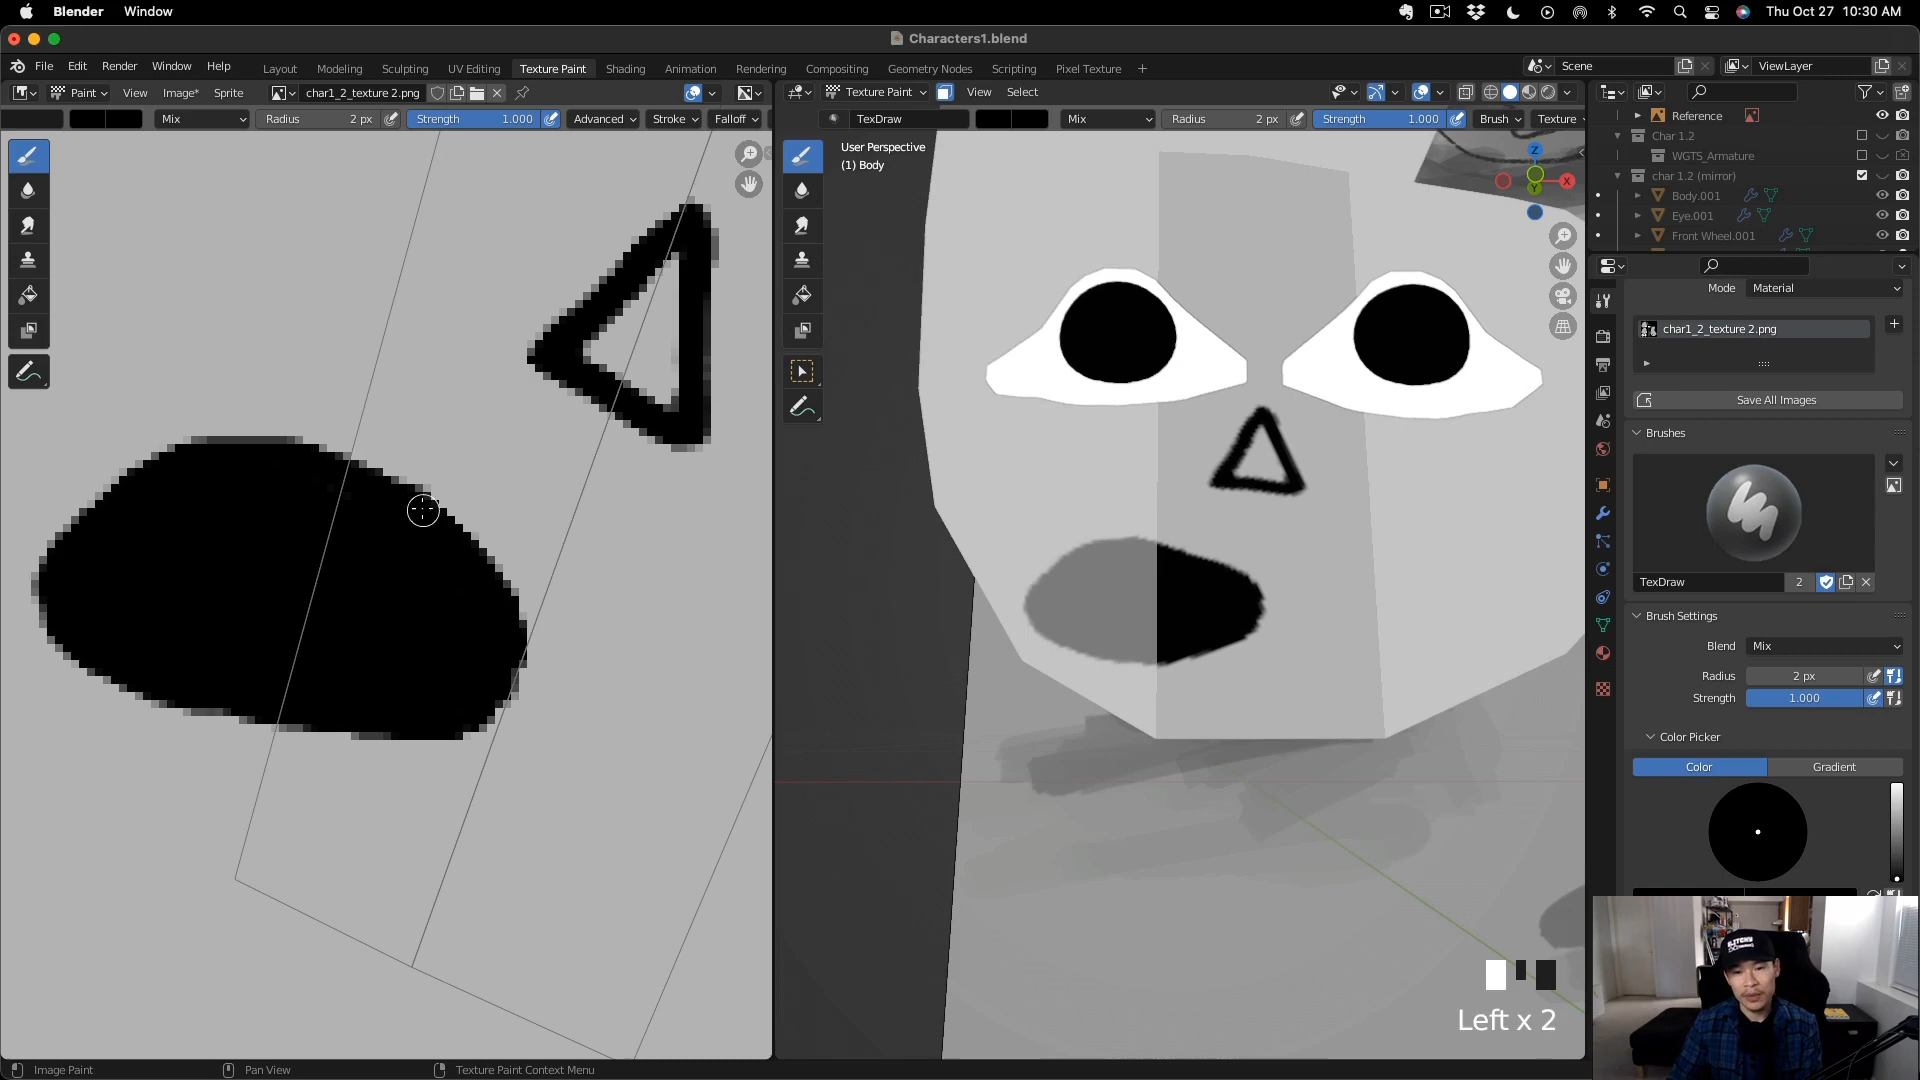 Blender Window Thu Oct 27 10:30 AM
Characters1.blend
File Edit Render Window Help Layout Modeling Sculpting UV Editing Texture Paint Shading Animation Rendering Compositing Geometry Nodes Scripting Pixel Texture + Scene ViewLayer
Paint View Image* Sprite char1_2_texture 2.png Texture Paint View Select
Mix Radius 2 px Strength 1.000 Advanced Stroke Falloff TexDraw Mix Radius 2 px Strength 1.000 Brush Texture
User Perspective
(1) Body
Z
X
Y
Reference
Char 1.2
WGTS_Armature
char 1.2 (mirror)
Body.001
Eye.001
Front Wheel.001
Mode Material
char1_2_texture 2.png
Save All Images
Brushes
TexDraw 2
Brush Settings
Blend Mix
Radius 2 px
Strength 1.000
Color Picker
Color Gradient
Left x 2
Image Paint Pan View Texture Paint Context Menu